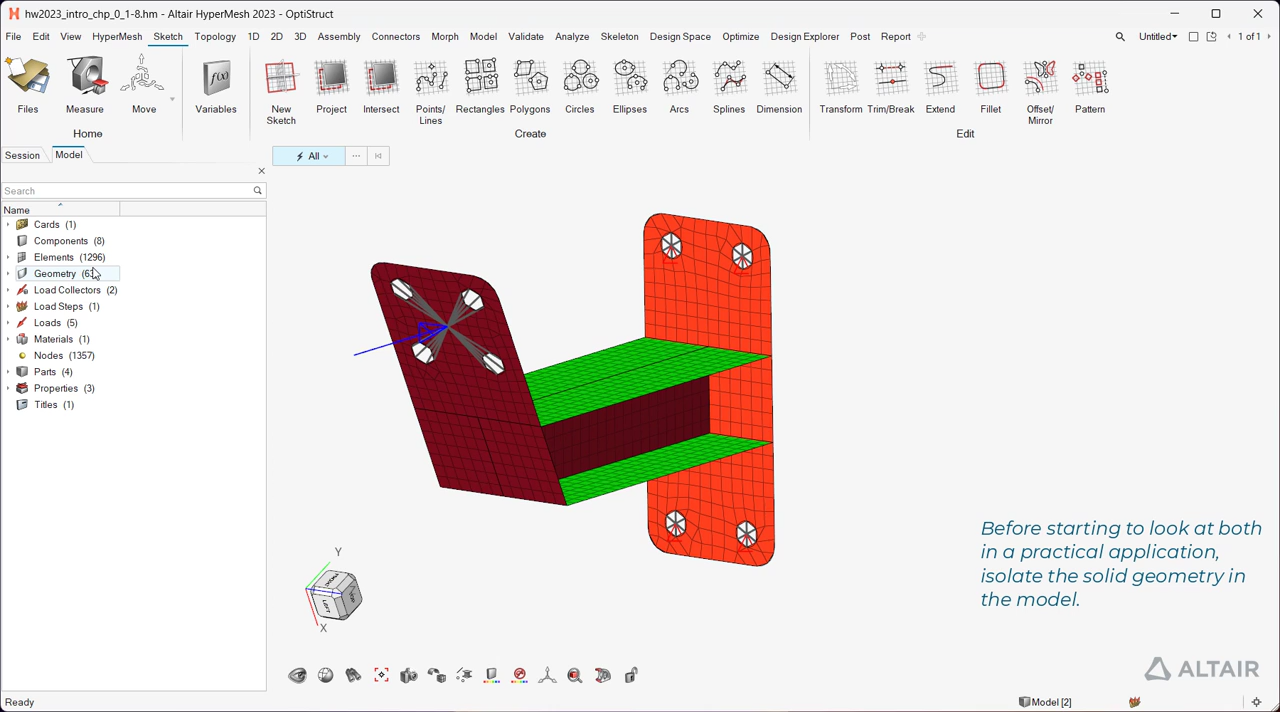 hw2023_intro_chp_0_1-8.hm - Altair HyperMesh 2023 - OptiStruct
File Edit View HyperMesh Sketch Topology 1D 2D 3D Assembly Connectors Morph Model Validate Analyze Skeleton Design Space Optimize Design Explorer Post Report Untitled 1 of 1
Files Measure Move Variables New Sketch Project Intersect Points/Lines Rectangles Polygons Circles Ellipses Arcs Splines Dimension Transform Trim/Break Extend Fillet Offset/Mirror Pattern
Home Create Edit
Session Model
All
Search
Name
Cards (1)
Components (8)
Elements (1296)
Load Collectors (2)
Load Steps (1)
Loads (5)
Materials (1)
Nodes (1357)
Parts (4)
Properties (3)
Titles (1)
Geometry
Before starting to look at both
in a practical application,
isolate the solid geometry in
the model.
Y
LEFT
X
ALTAIR
Ready
Model [2]